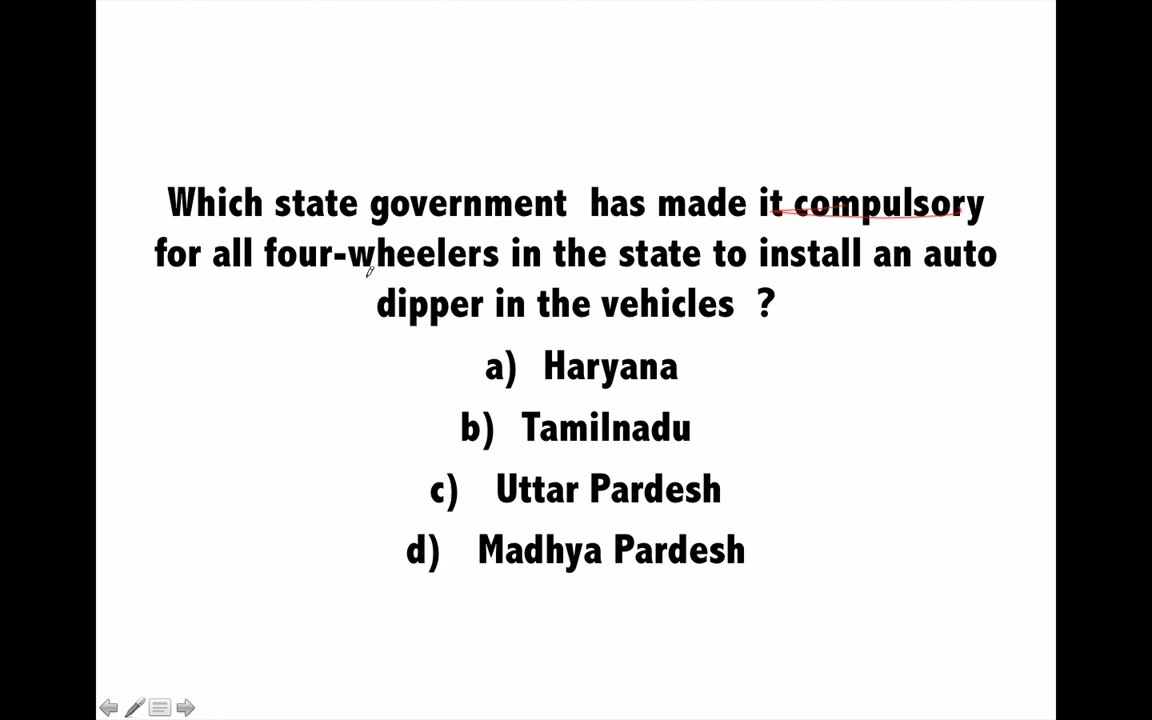 Which state government has made it compulsory
for all four-wheelers in the state to install an auto
dipper in the vehicles ?
a) Haryana
b) Tamilnadu
c) Uttar Pardesh
d) Madhya Pardesh